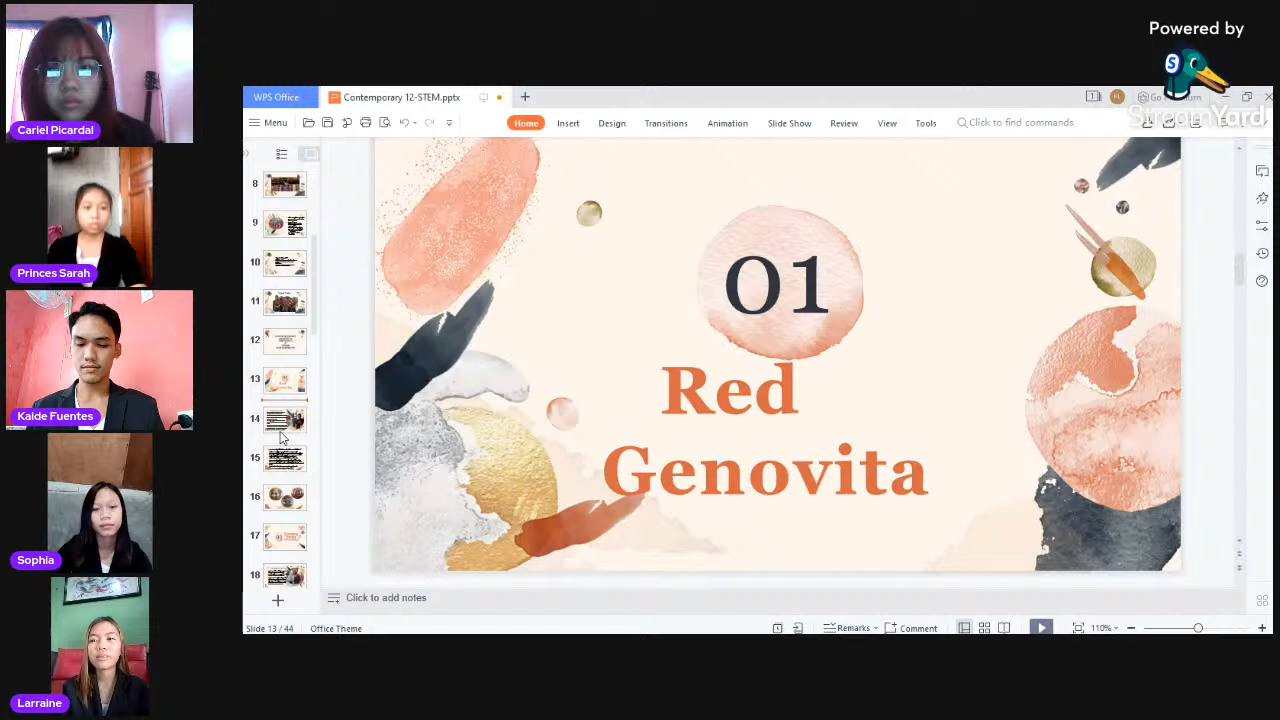 Powered by
StreamYard
Cariel Picardal
Princes Sarah
Kalde Fuentes
Sophia
Larraine
WPS Office
Contemporary 12-STEM.pptx
Menu
Home
Insert
Design
Transitions
Animation
Slide Show
Review
View
Tools
Click to find commands
8
9
10
11
12
13
14
15
16
17
18
01
Red
Genovita
Click to add notes
Slide 13 / 44
Office Theme
Remarks
Comment
110%